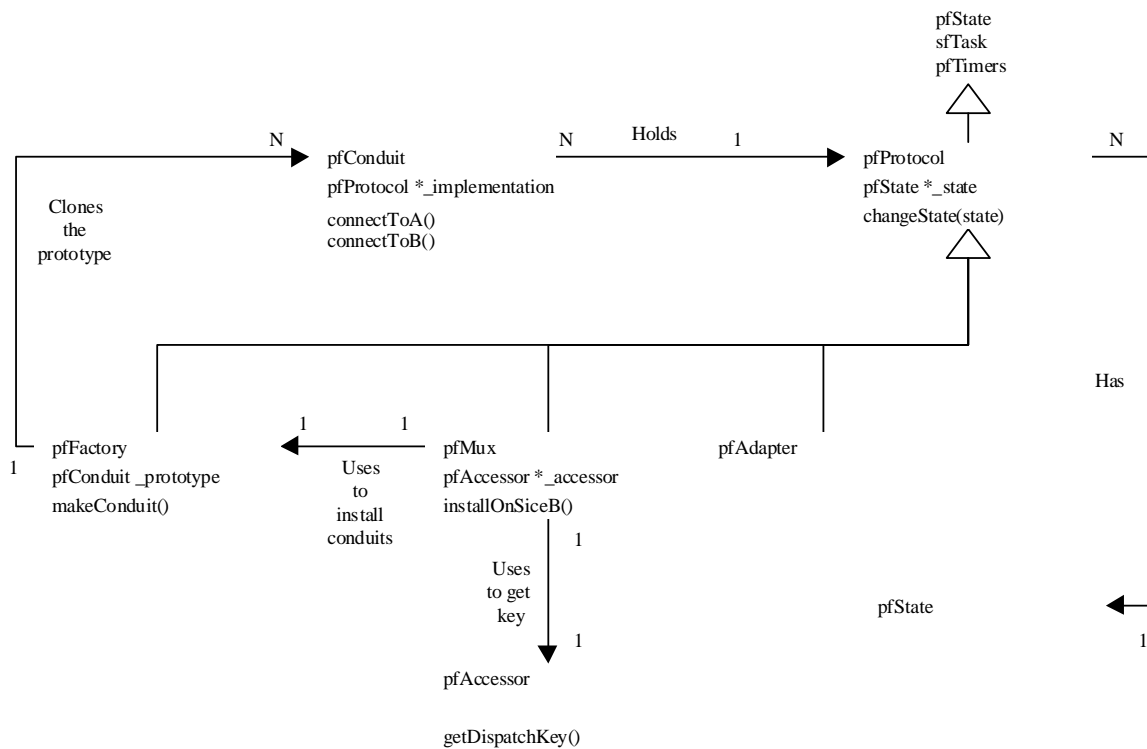 pfState
sfTask
pfTimers
N
N
Holds
1
N
pfConduit
pfProtocol
pfProtocol *_implementation
pfState *_state
connectToA()
connectToB()
changeState(state)
Clones
the
prototype
Has
1
1
1
pfFactory
pfMux
pfAdapter
pfConduit _prototype
Uses
to
install
conduits
pfAccessor *_accessor
makeConduit()
installOnSiceB()
1
Uses
to get
key
pfState
1
1
pfAccessor
getDispatchKey()